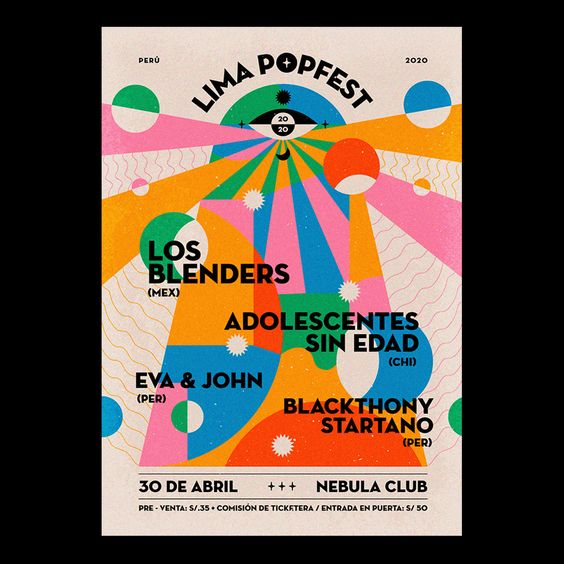 PERÚ
2020
LIMA POPFEST
20
20
LOS
BLENDERS
(MEX)
ADOLESCENTES
SIN EDAD
(CHI)
EVA & JOHN
(PER)
BLACKTHONY
STARTANO
(PER)
30 DE ABRIL +++ NEBULA CLUB
PRE - VENTA: S/.35 + COMISIÓN DE TICKETERA / ENTRADA EN PUERTA: S/ 50